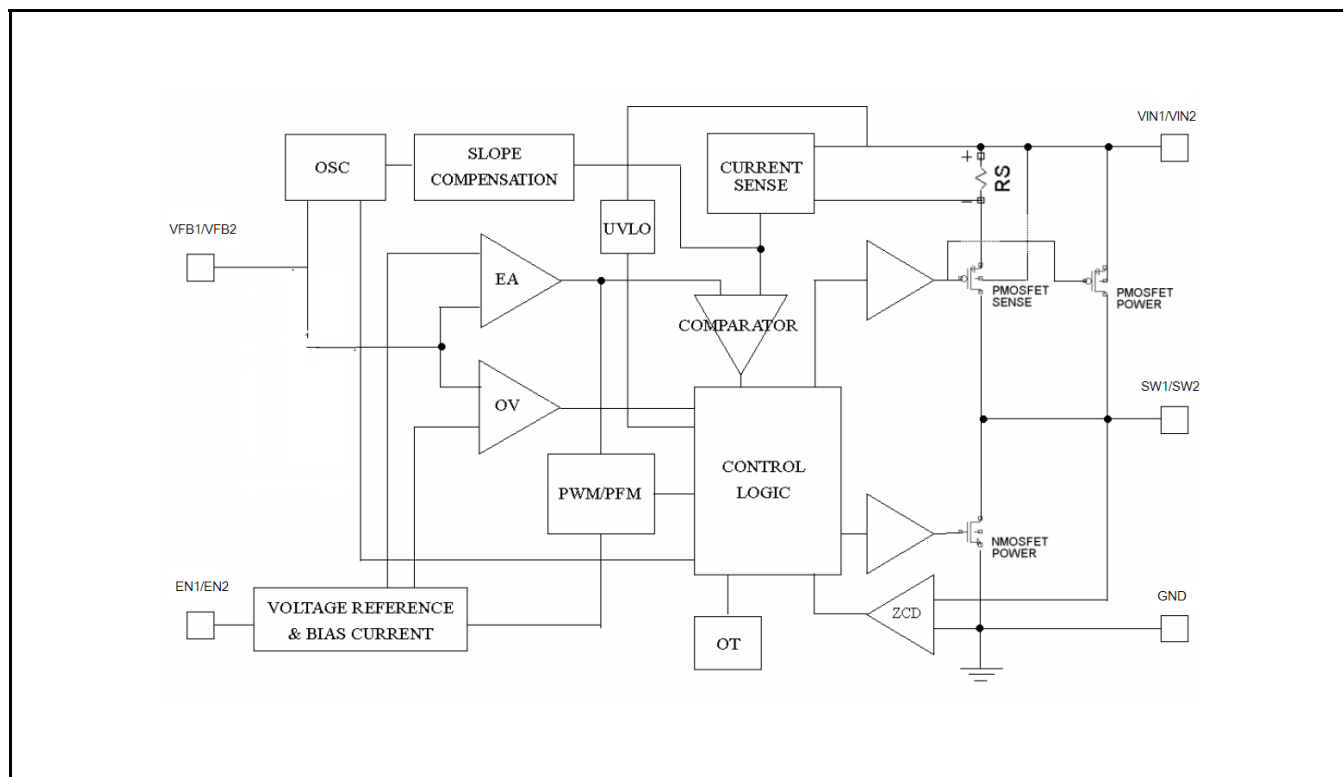 VIN1/VIN2
OSC
SLOPE
COMPENSATION
CURRENT
SENSE
+
RS
−
UVLO
VFB1/VFB2
EA
PMOSFET
SENSE
PMOSFET
POWER
COMPARATOR
SW1/SW2
OV
CONTROL
LOGIC
PWM/PFM
NMOSFET
POWER
EN1/EN2
VOLTAGE REFERENCE
& BIAS CURRENT
ZCD
GND
OT